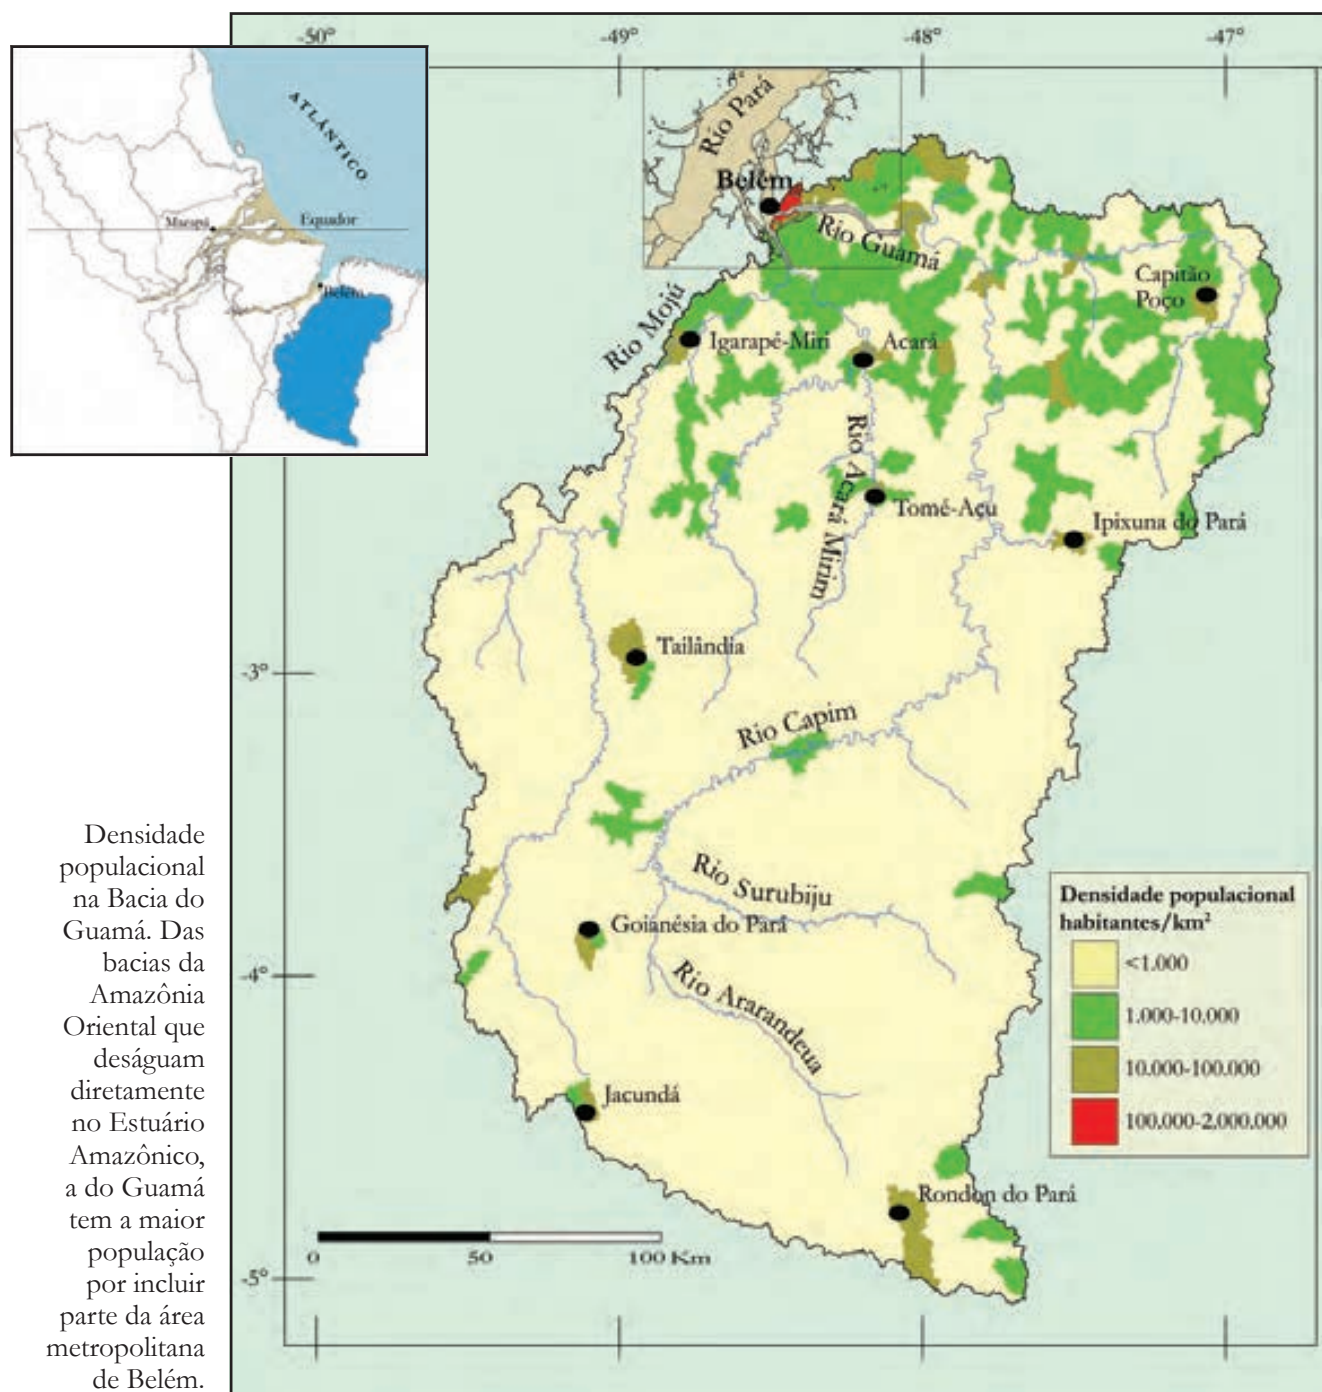 -50°
-49°
-48°
-47°
ATLÁNTICO
Macapá
Equador
Belém
Rio Pará
Belém
Rio Guamá
Capitão
Poço
Rio Mojú
Igarapé-Miri
Acará
Rio Acará Mirim
Tomé-Açu
Ipixuna do Pará
-3°
Tailândia
Rio Capim
Rio Surubiju
Goianésia do Pará
-4°
Rio Ararandeua
Jacundá
Rondon do Pará
0
50
100 Km
-5°
Densidade populacional
habitantes/km²
<1.000
1.000-10.000
10.000-100.000
100.000-2.000.000
Densidade
populacional
na Bacia do
Guamá. Das
bacias da
Amazônia
Oriental que
deságuam
diretamente
no Estuário
Amazônico,
a do Guamá
tem a maior
população
por incluir
parte da área
metropolitana
de Belém.